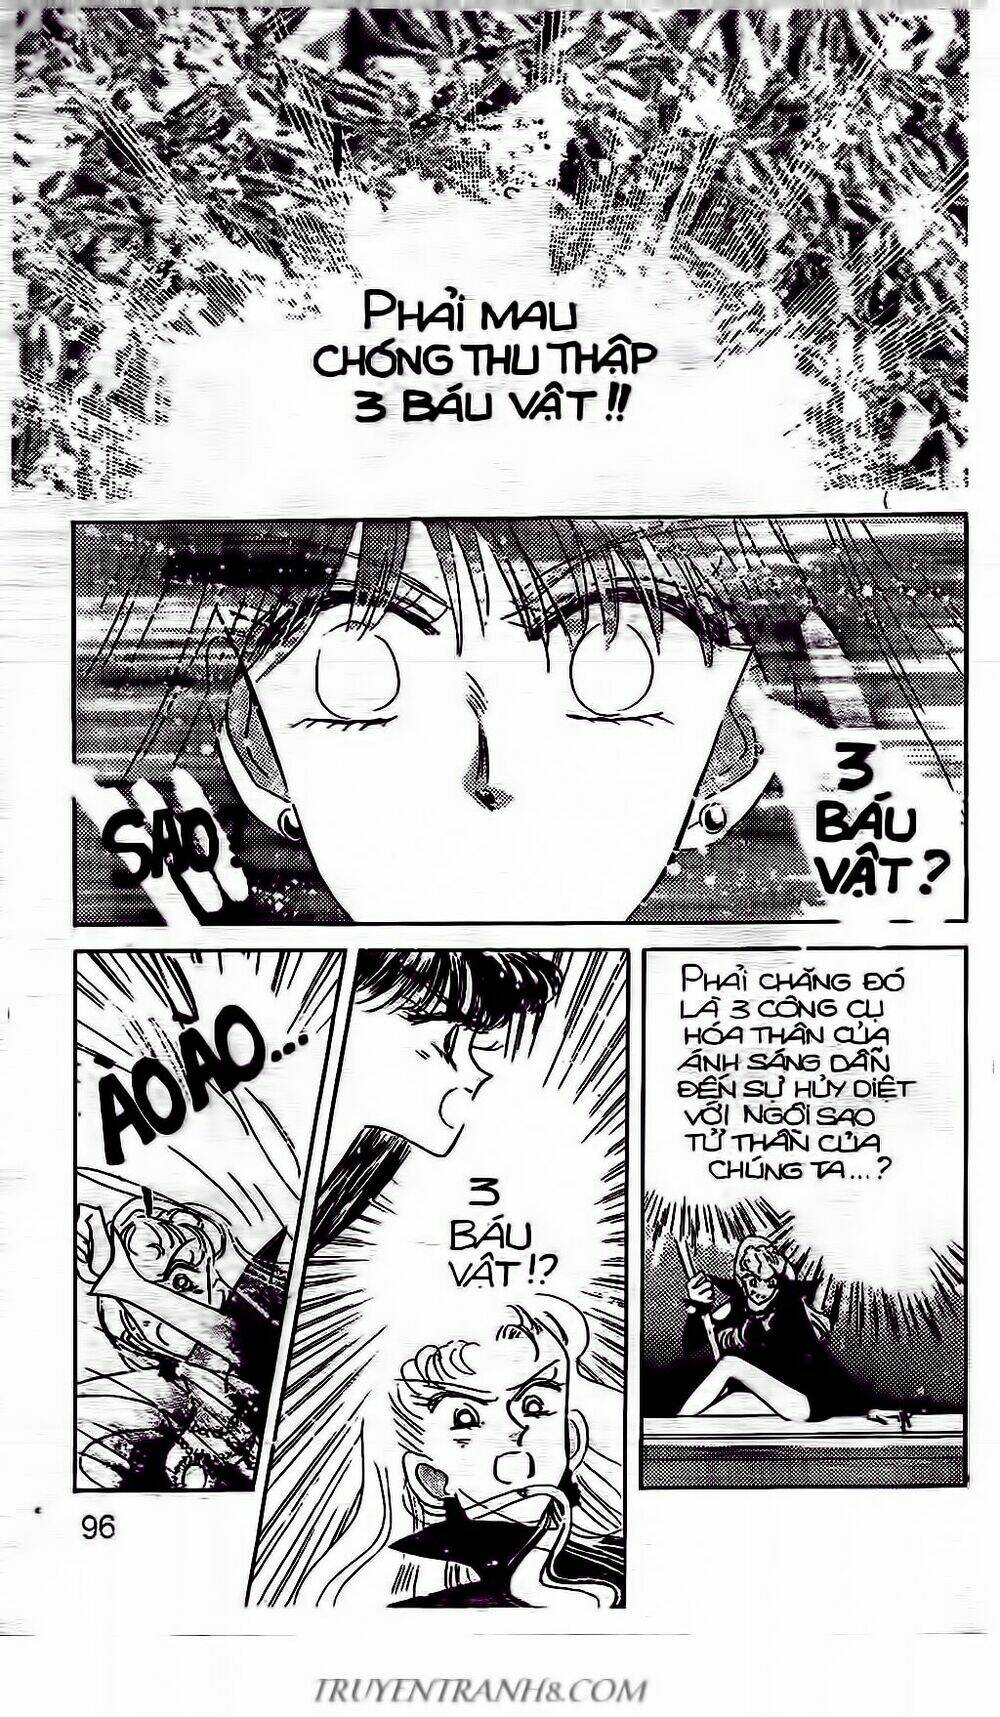 PHẢI MAU
CHÓNG THU THẬP
3 BÁU VẬT!!
SAO
3
BÁU
VẬT?
ÀO ÀO...
3
BÁU
VẬT!?
PHẢI CHĂNG ĐÓ
LÀ 3 CÔNG CỤ
HÓA THÂN CỦA
ÁNH SÁNG DẪN
ĐẾN SỰ HỦY DIỆT
VỚI NGÔI SAO
TỬ THẦN CỦA
CHÚNG TA...?
96
TRUYENTRANH8.COM